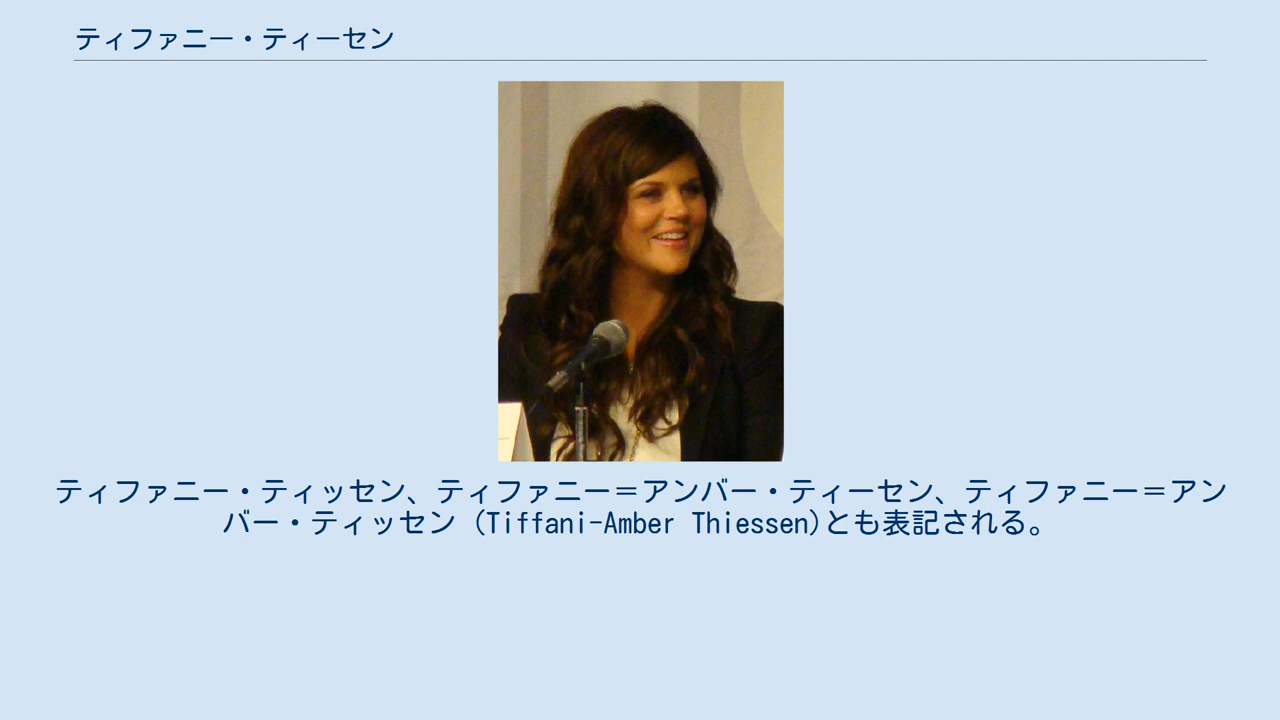 ティファニー・ティーセン
ティファニー・ティッセン、ティファニー＝アンバー・ティーセン、ティファニー＝アン
バー・ティッセン (Tiffani-Amber Thiessen)とも表記される。